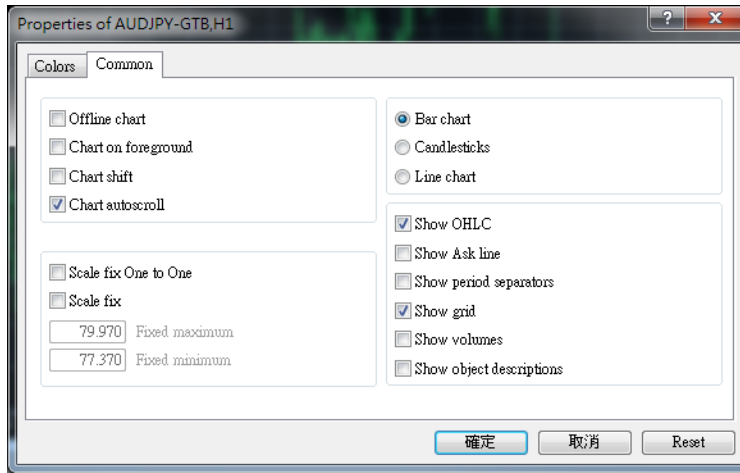 Properties of AUDJPY-GTB,H1
Colors
Common
Offline chart
Chart on foreground
Chart shift
Chart autoscroll
Scale fix One to One
Scale fix
79.970 Fixed maximum
77.370 Fixed minimum
Bar chart
Candlesticks
Line chart
Show OHLC
Show Ask line
Show period separators
Show grid
Show volumes
Show object descriptions
確定
取消
Reset